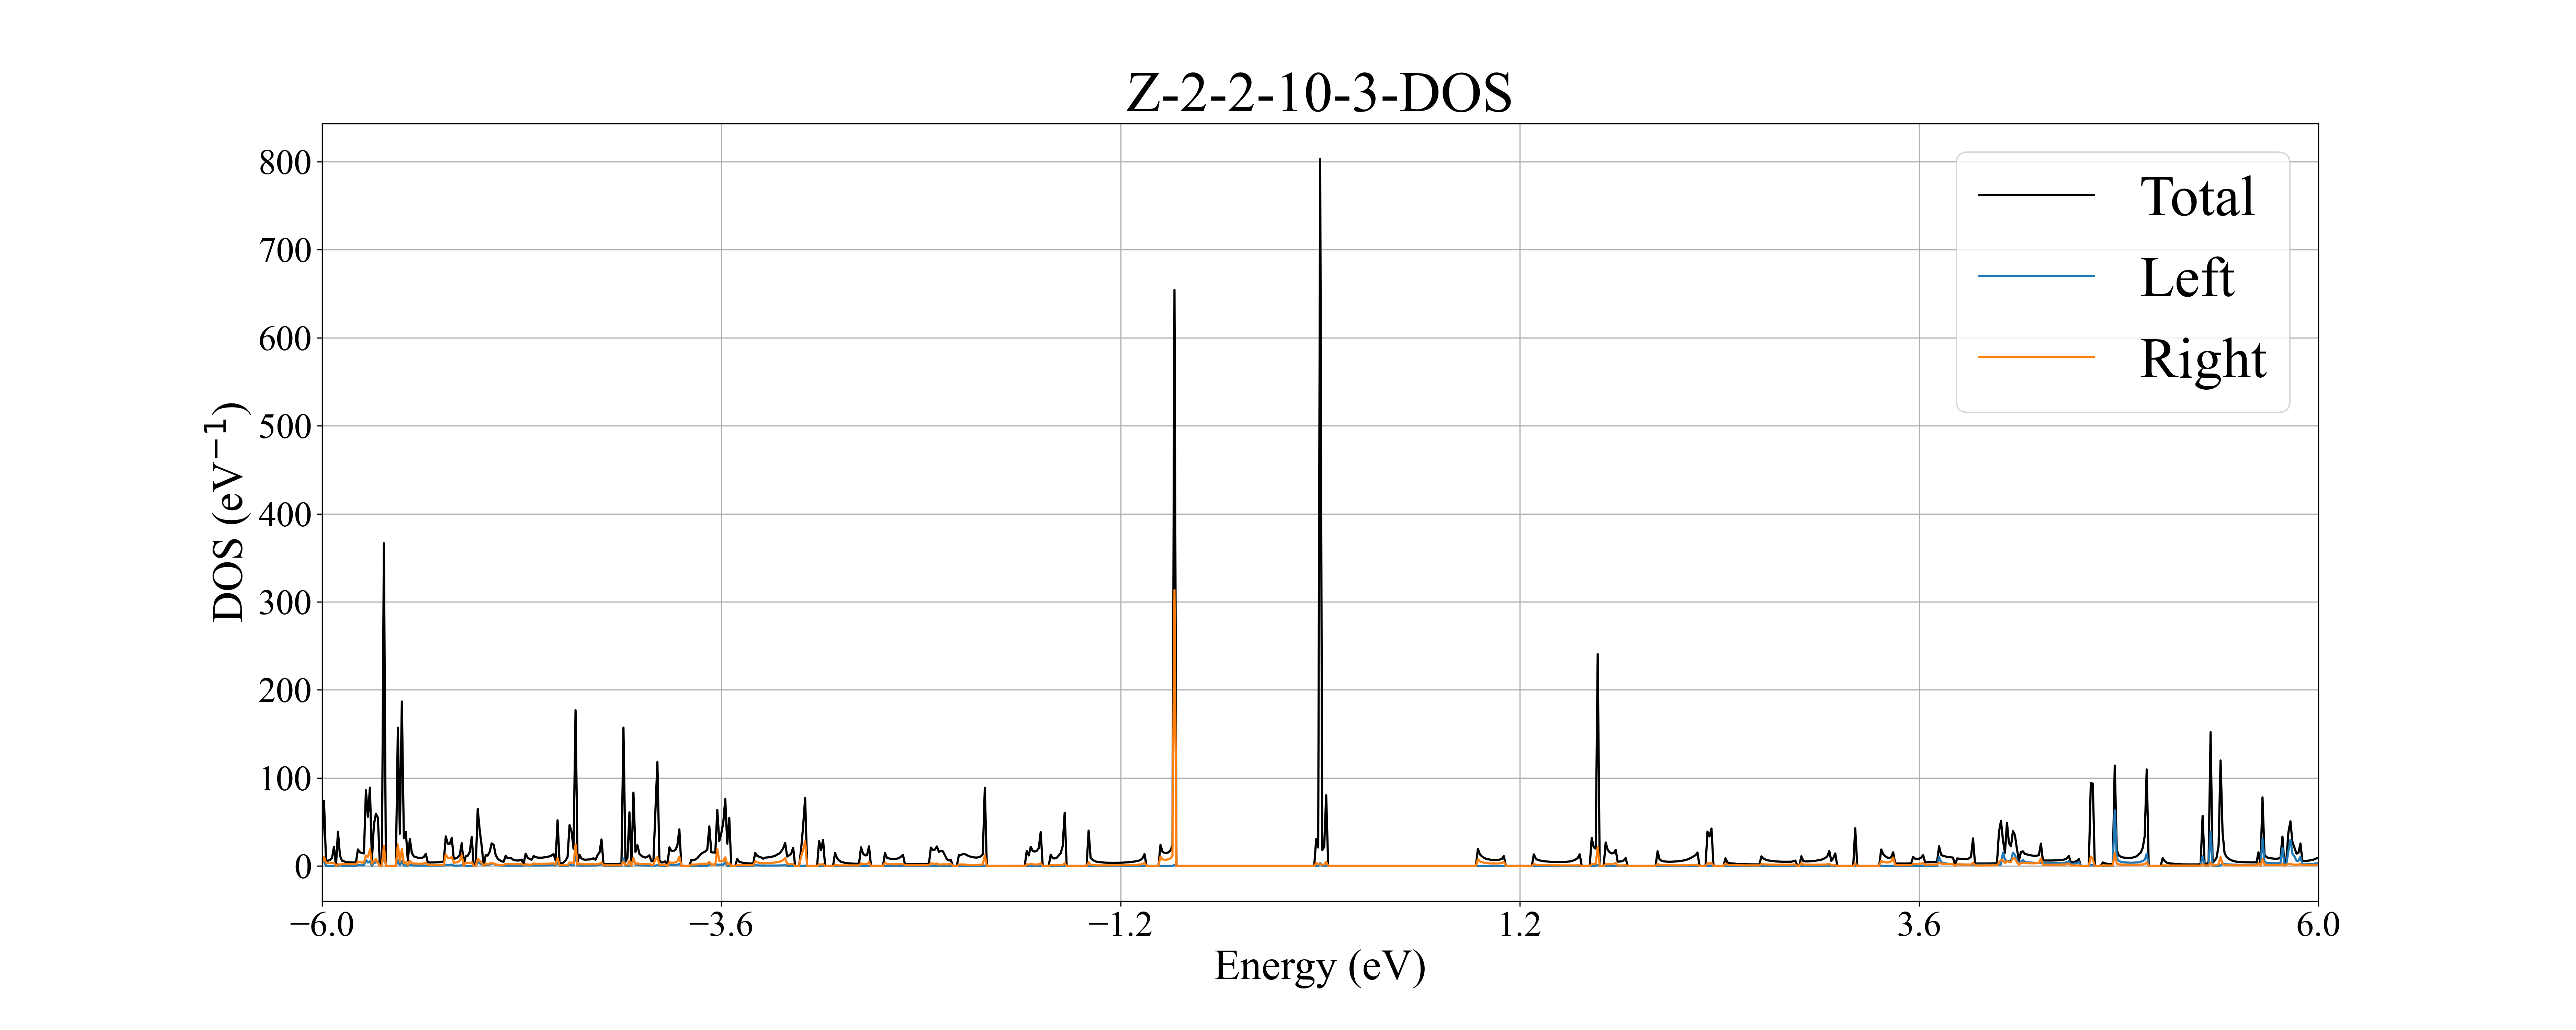 Z-2-2-10-3-DOS
800
700
600
500
400
300
200
100
0
DOS (eV⁻¹)
Total
Left
Right
−6.0
−3.6
−1.2
1.2
3.6
6.0
Energy (eV)